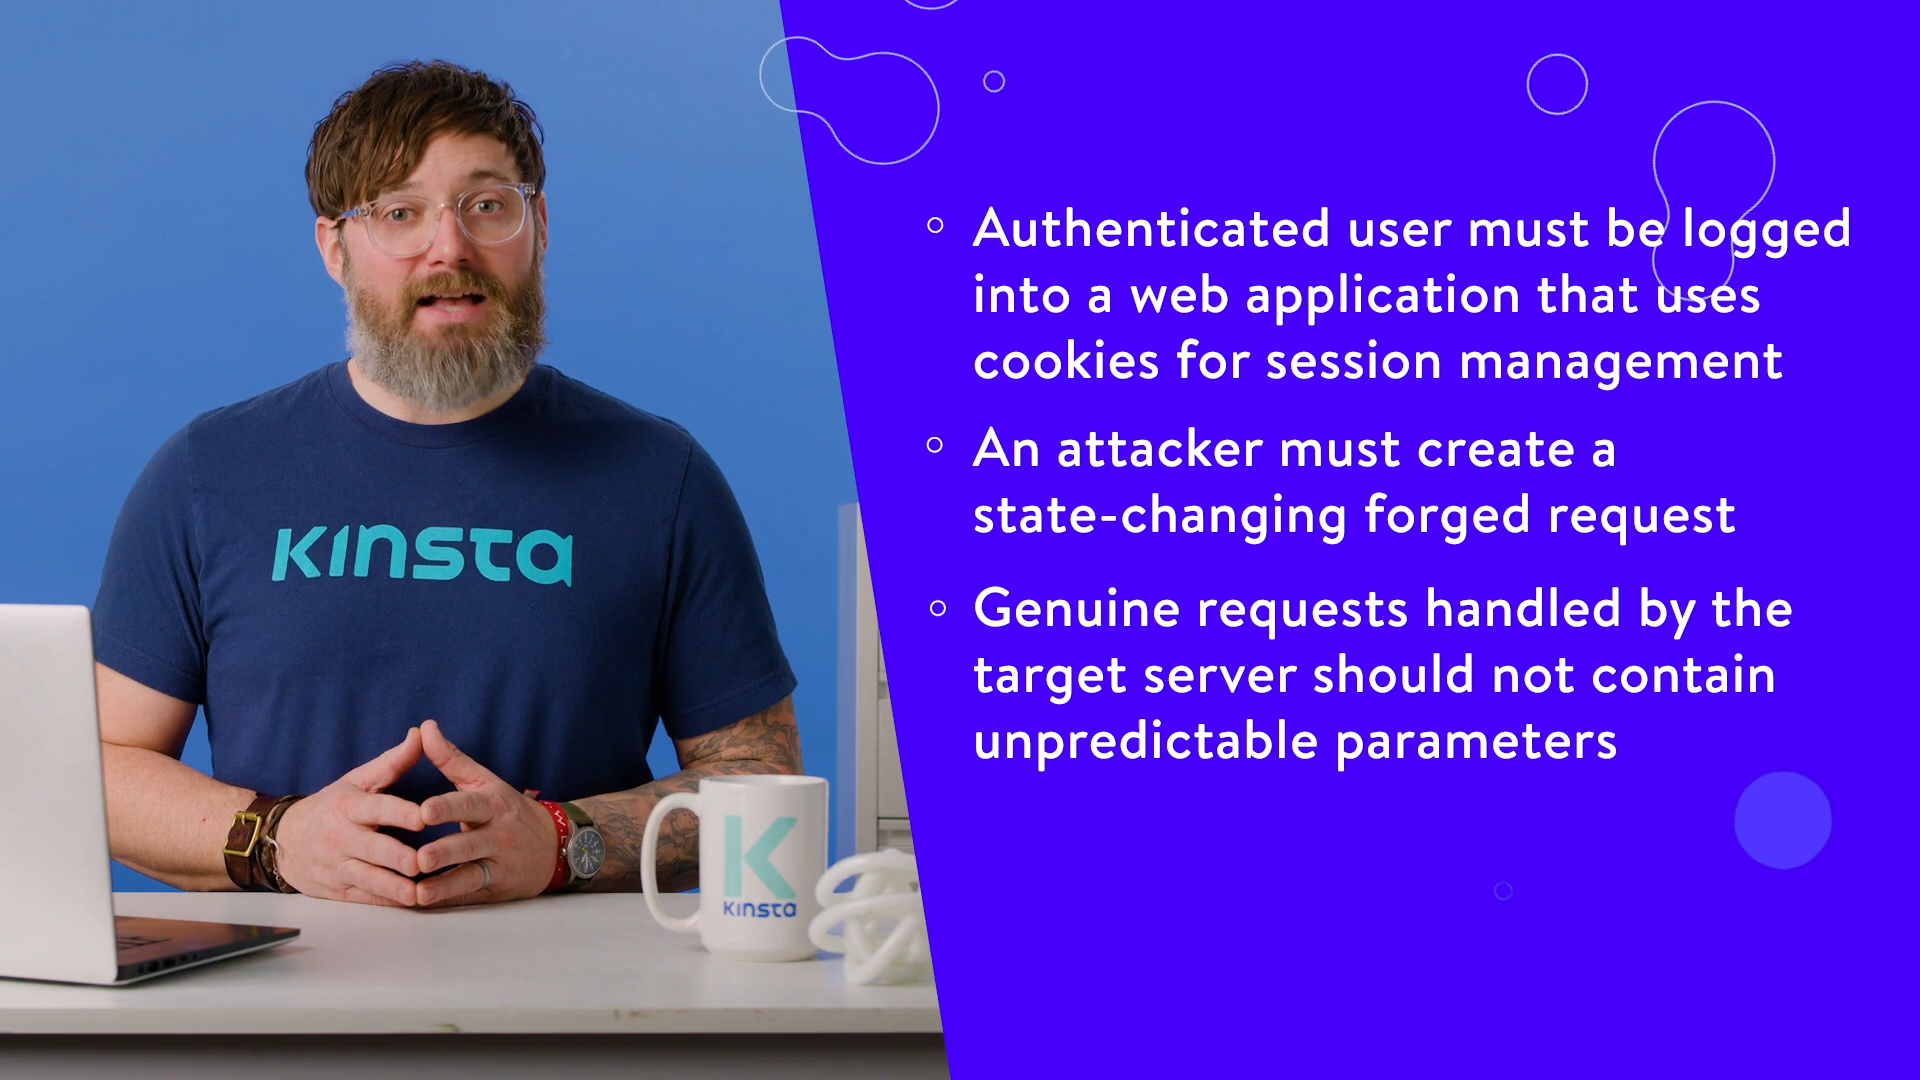 Authenticated user must be logged
into a web application that uses
cookies for session management
An attacker must create a
state-changing forged request
Genuine requests handled by the
target server should not contain
unpredictable parameters
KINSTA
K
KINSTA